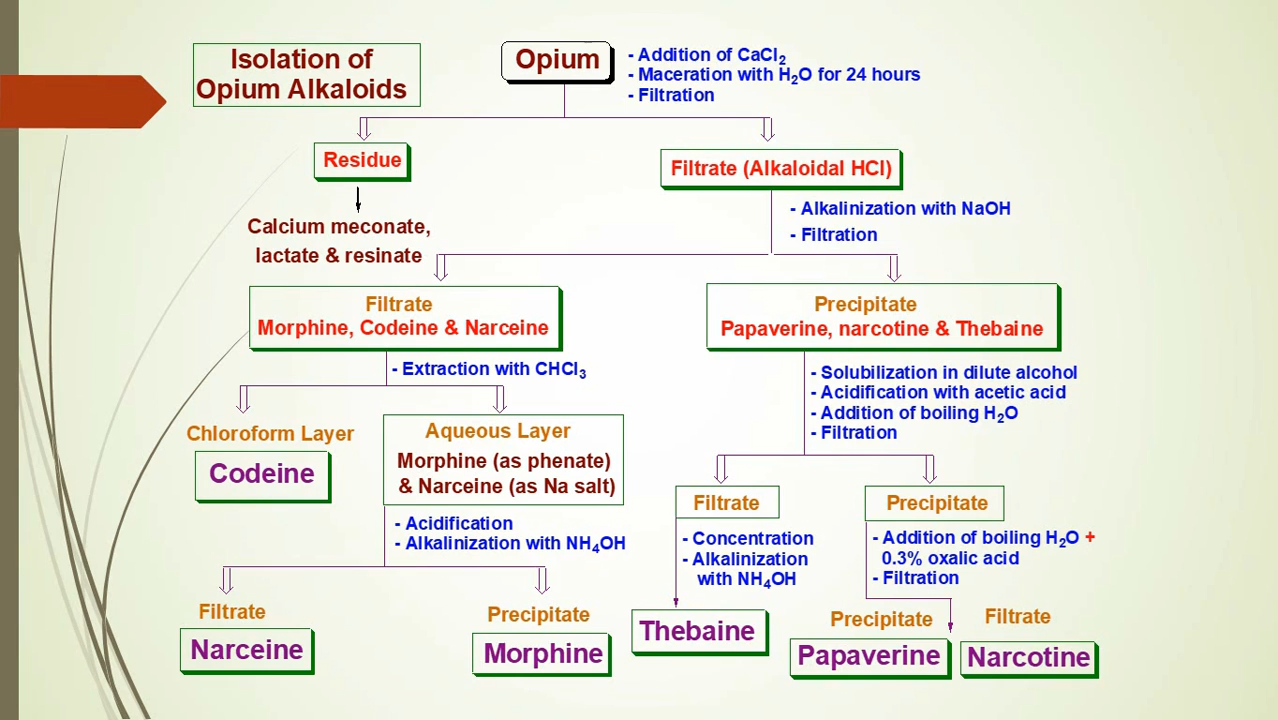 Isolation of
Opium Alkaloids
Opium
- Addition of CaCl₂
- Maceration with H₂O for 24 hours
- Filtration
Residue
Filtrate (Alkaloidal HCl)
Calcium meconate,
lactate & resinate
- Alkalinization with NaOH
- Filtration
Filtrate
Morphine, Codeine & Narceine
Precipitate
Papaverine, narcotine & Thebaine
- Extraction with CHCl₃
- Solubilization in dilute alcohol
- Acidification with acetic acid
- Addition of boiling H₂O
- Filtration
Chloroform Layer
Codeine
Aqueous Layer
Morphine (as phenate)
& Narceine (as Na salt)
- Acidification
- Alkalinization with NH₄OH
Filtrate
Narceine
Precipitate
Morphine
Filtrate
- Concentration
- Alkalinization
with NH₄OH
Thebaine
Precipitate
- Addition of boiling H₂O +
0.3% oxalic acid
- Filtration
Precipitate
Papaverine
Filtrate
Narcotine